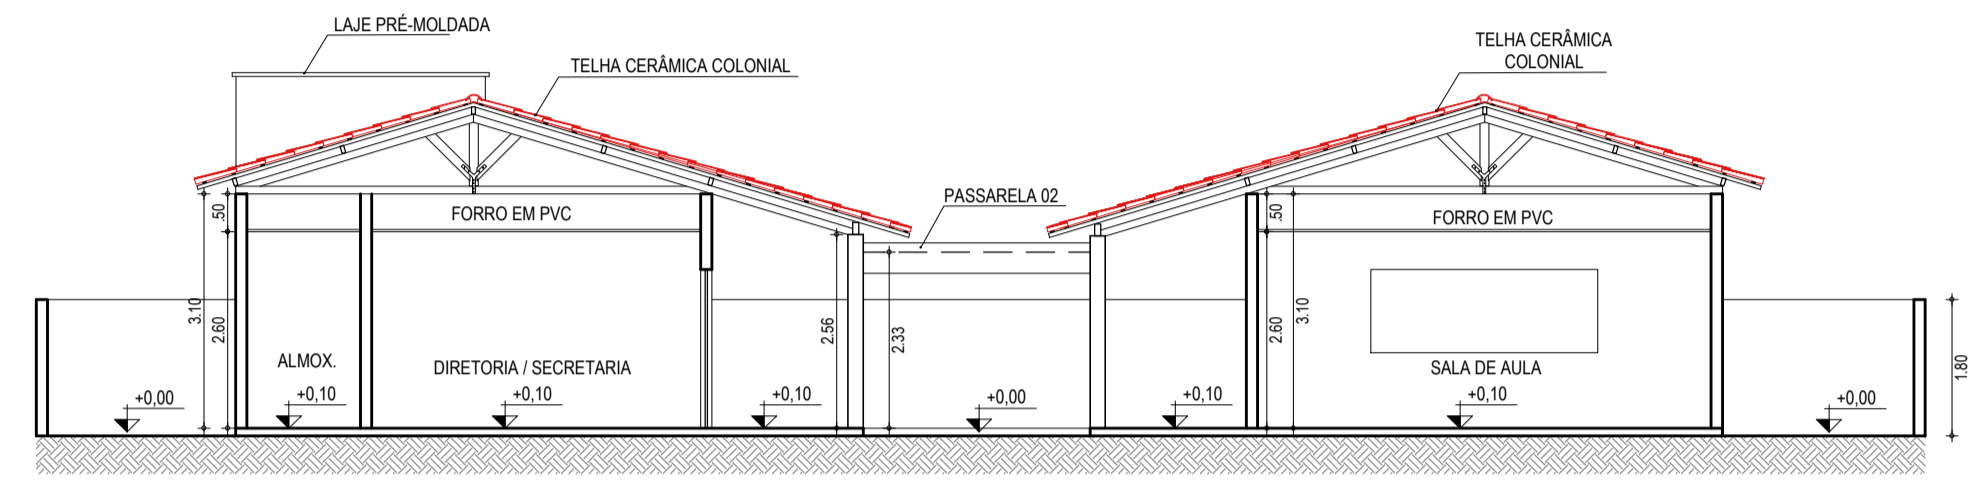 LAJE PRÉ-MOLDADA
TELHA CERÂMICA COLONIAL
TELHA CERÂMICA
COLONIAL
PASSARELA 02
.50
FORRO EM PVC
.50
FORRO EM PVC
3.10
2.60
2.56
2.33
2.60
3.10
1.80
ALMOX.
DIRETORIA / SECRETARIA
SALA DE AULA
+0,00
+0,10
+0,10
+0,10
+0,00
+0,10
+0,10
+0,00